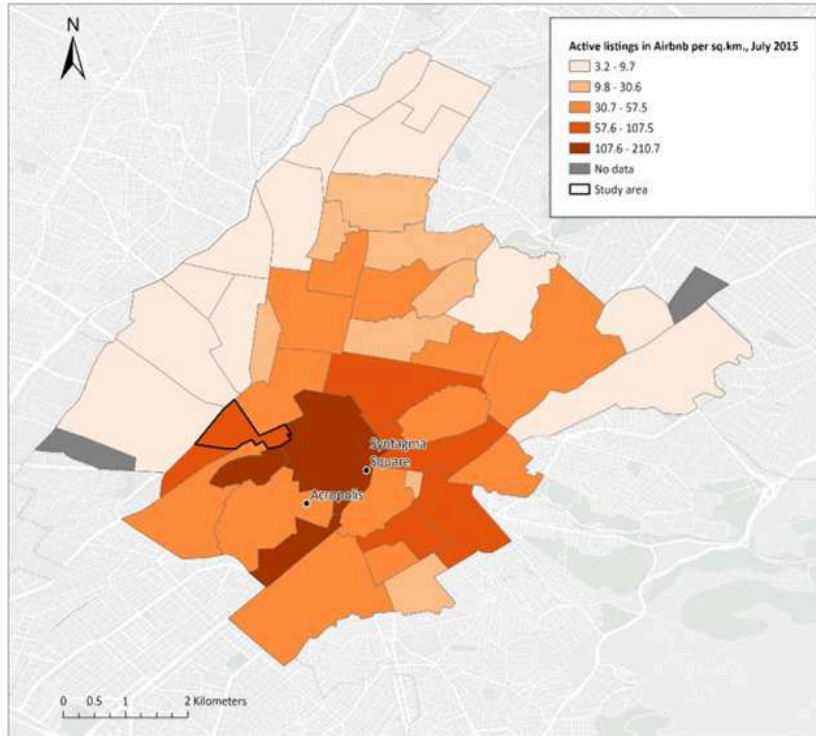 N
Active listings in Airbnb per sq.km., July 2015
3.2 - 9.7
9.8 - 30.6
30.7 - 57.5
57.6 - 107.5
107.6 - 210.7
No data
Study area
Syntagma
Square
Acropolis
0 0.5 1 2 Kilometers